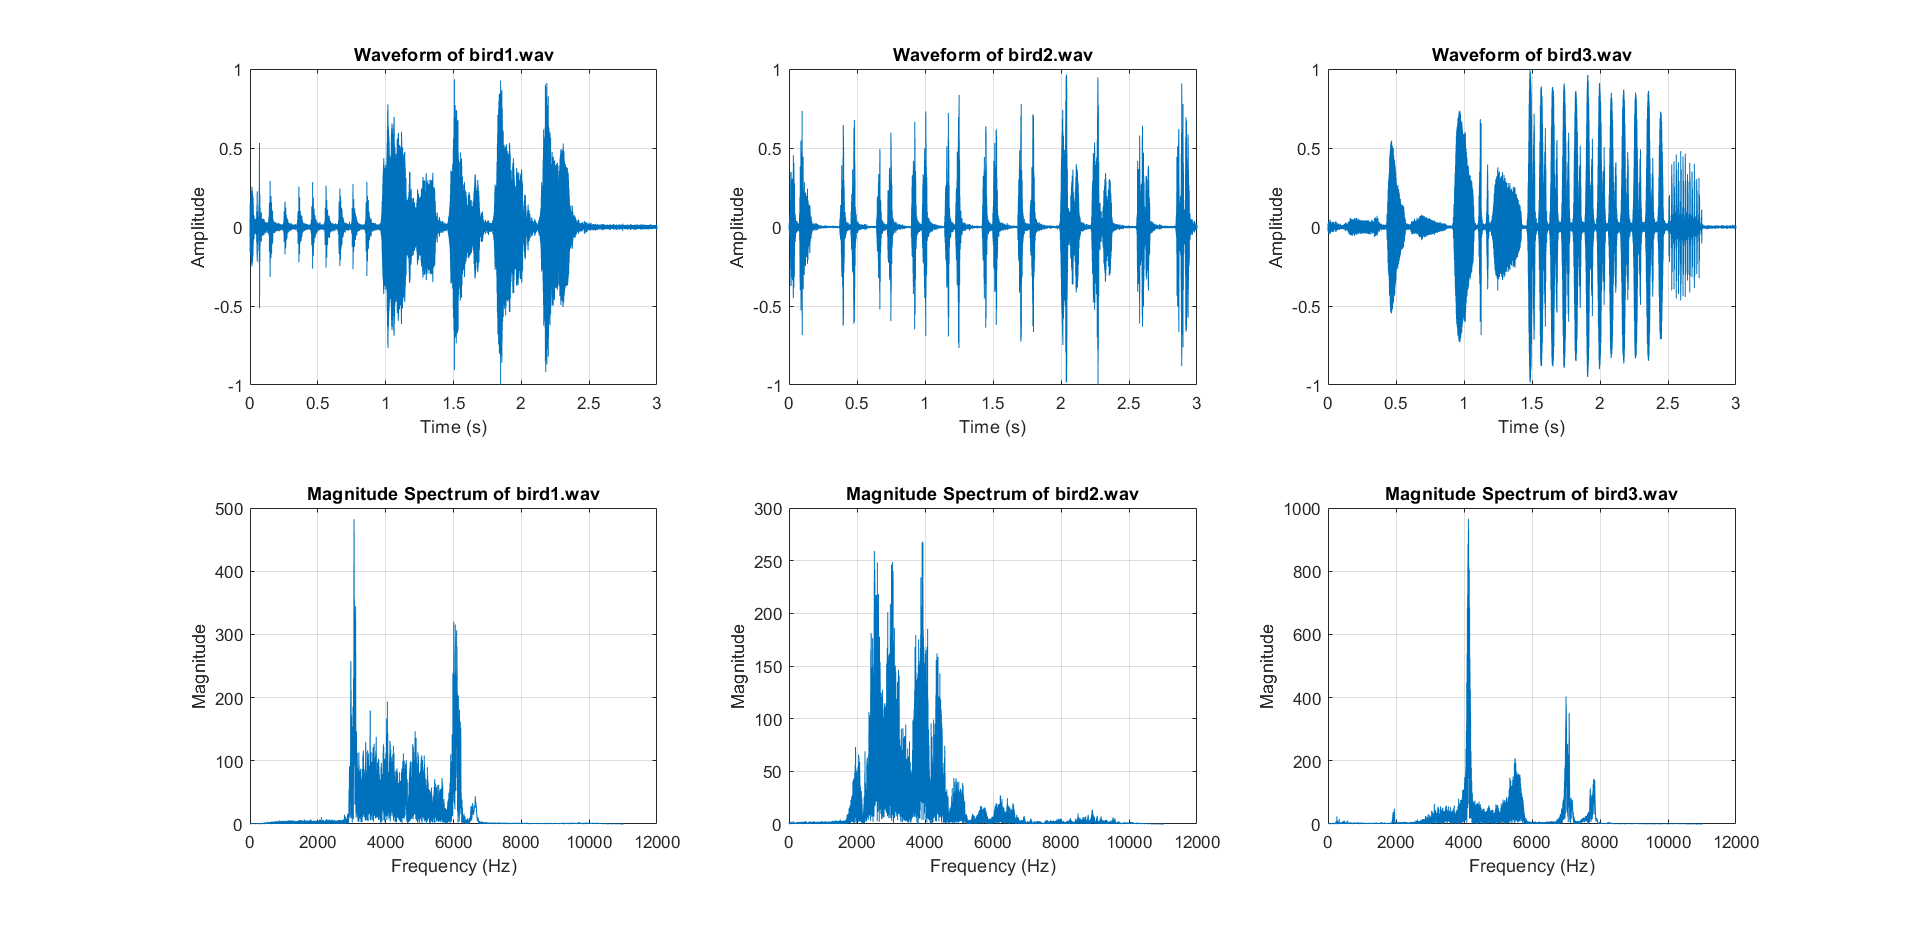 Waveform of bird1.wav
1
0.5
0
-0.5
-1
Amplitude
0 0.5 1 1.5 2 2.5 3
Time (s)
Waveform of bird2.wav
1
0.5
0
-0.5
-1
Amplitude
0 0.5 1 1.5 2 2.5 3
Time (s)
Waveform of bird3.wav
1
0.5
0
-0.5
-1
Amplitude
0 0.5 1 1.5 2 2.5 3
Time (s)
Magnitude Spectrum of bird1.wav
500
400
300
200
100
0
Magnitude
0 2000 4000 6000 8000 10000 12000
Frequency (Hz)
Magnitude Spectrum of bird2.wav
300
250
200
150
100
50
0
Magnitude
0 2000 4000 6000 8000 10000 12000
Frequency (Hz)
Magnitude Spectrum of bird3.wav
1000
800
600
400
200
0
Magnitude
0 2000 4000 6000 8000 10000 12000
Frequency (Hz)